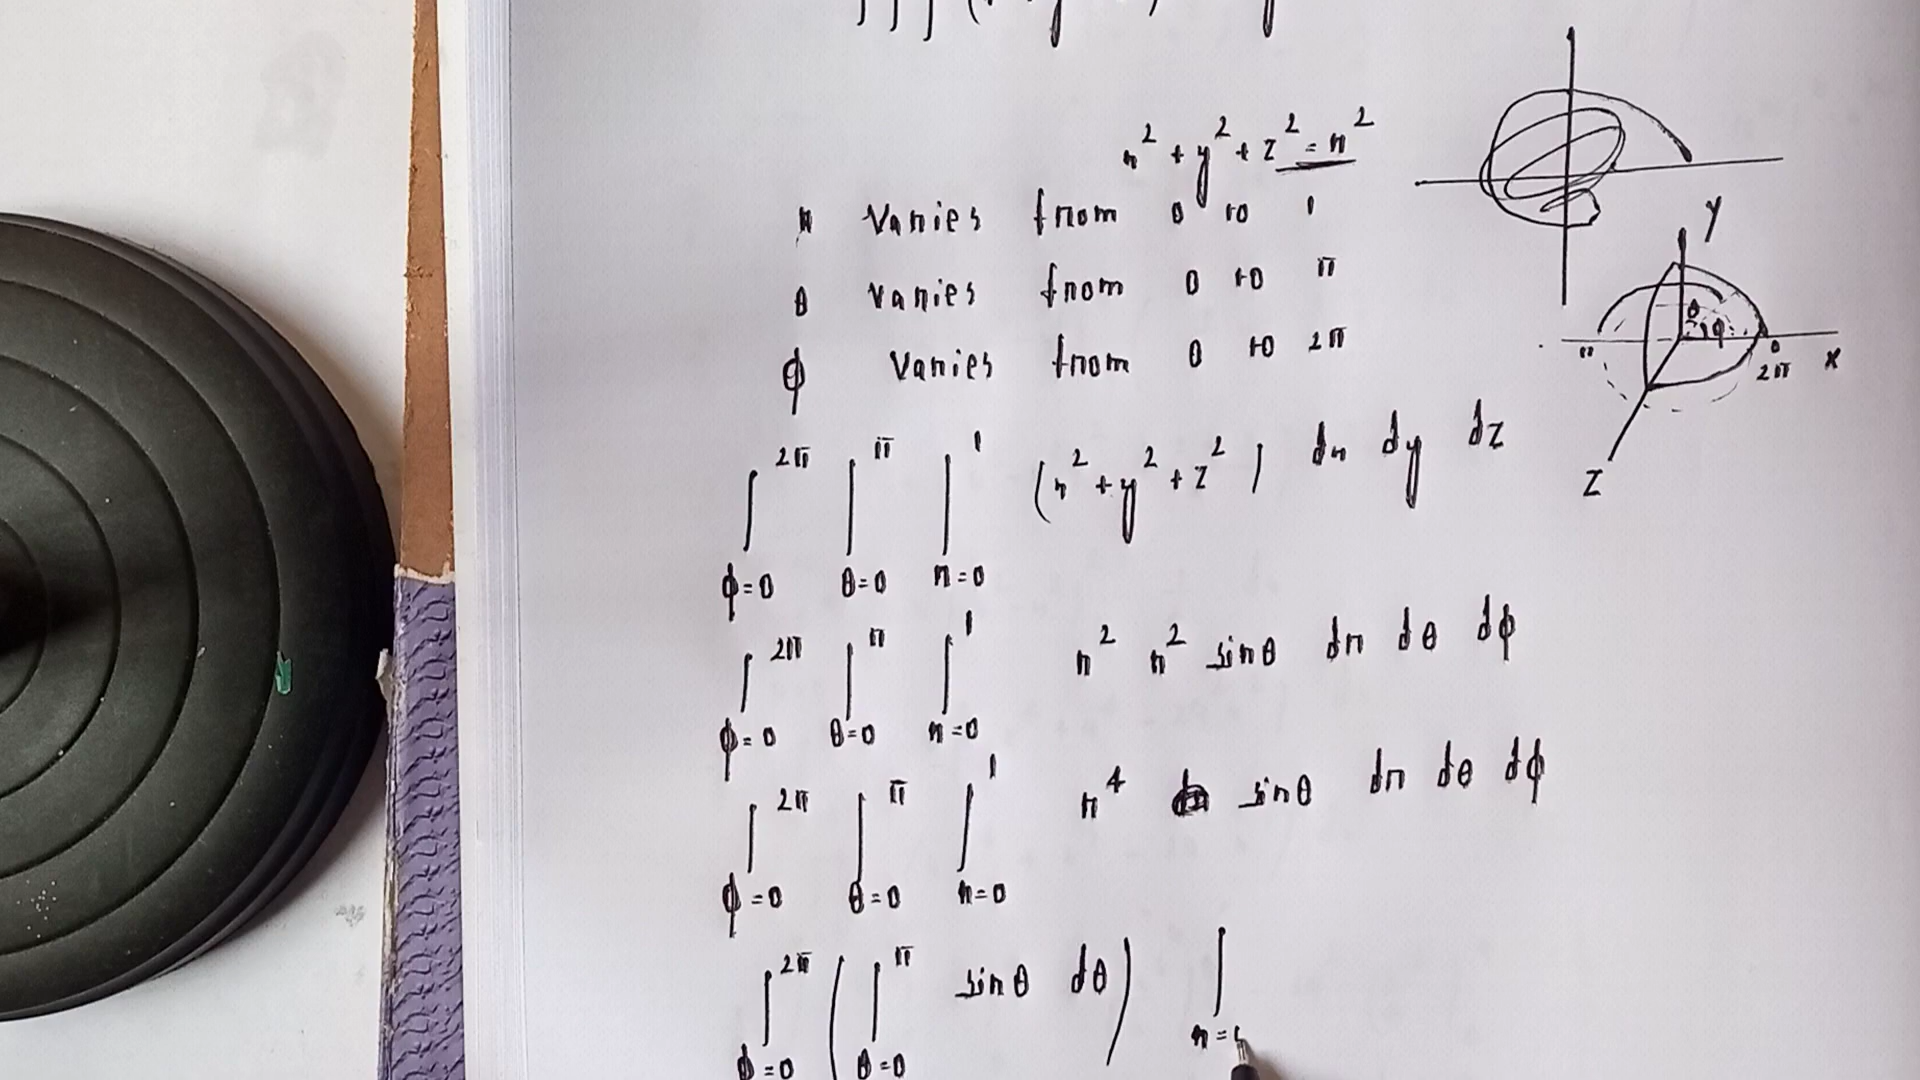 x² + y² + z² = r²
r varies from 0 to 1
θ varies from 0 to π
φ varies from 0 to 2π
∫_{φ=0}^{2π} ∫_{θ=0}^{π} ∫_{r=0}^{1} (x² + y² + z²) dx dy dz
∫_{φ=0}^{2π} ∫_{θ=0}^{π} ∫_{r=0}^{1} r² r² sinθ dr dθ dφ
∫_{φ=0}^{2π} ∫_{θ=0}^{π} ∫_{r=0}^{1} r⁴ sinθ dr dθ dφ
∫_{φ=0}^{2π} (∫_{θ=0}^{π} sinθ dθ) ∫_{r=
Y
θ φ
π 0 X
2π
Z